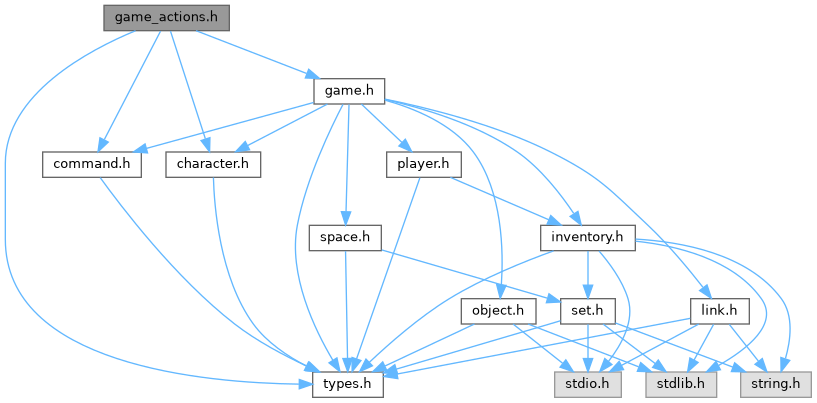 game_actions.h
game.h
command.h
character.h
player.h
space.h
inventory.h
object.h
set.h
link.h
types.h
stdio.h
stdlib.h
string.h